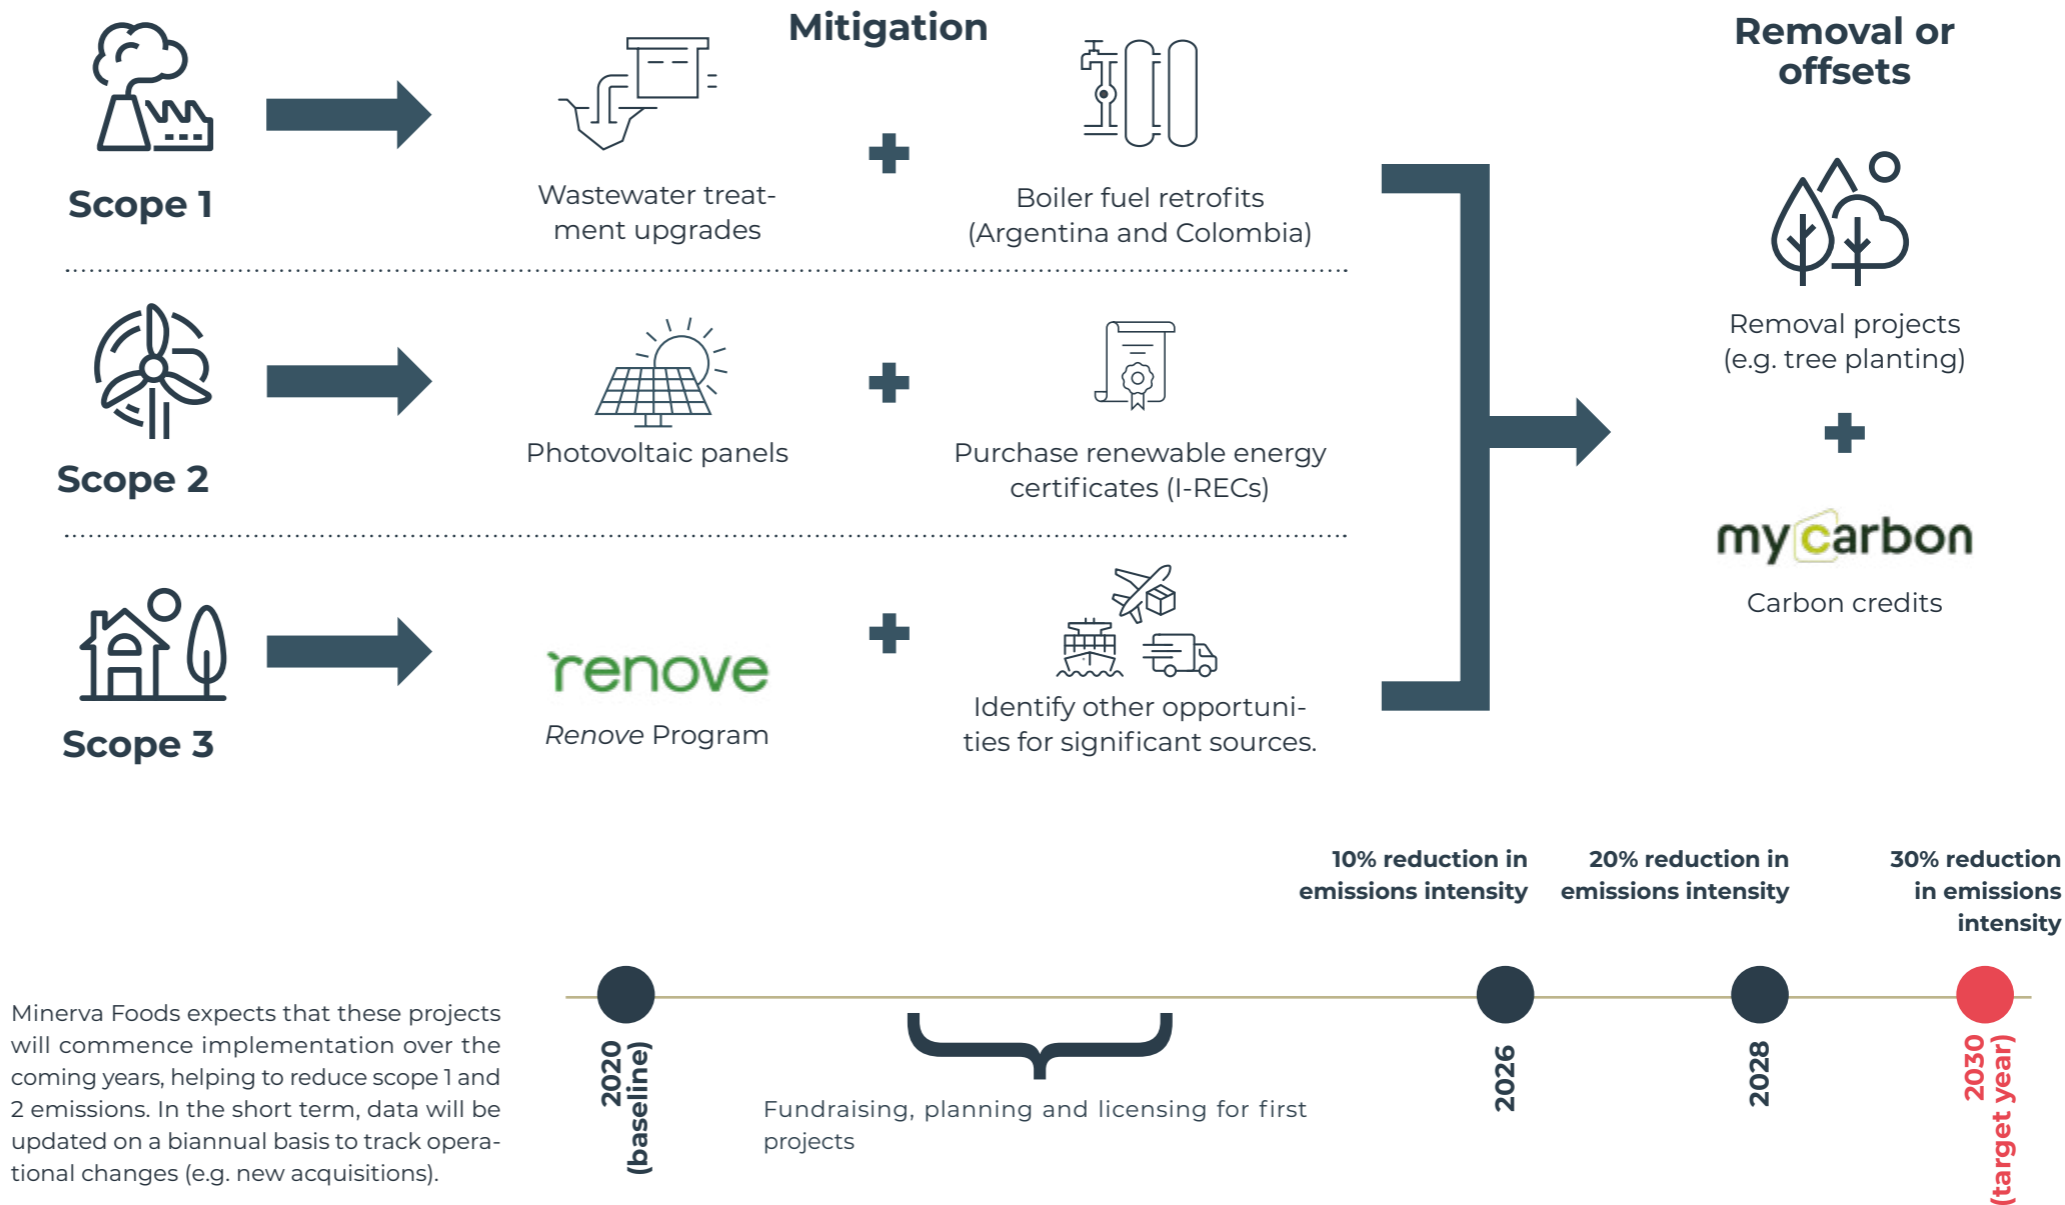 Mitigation
Removal or
offsets
Scope 1
Wastewater treat-
ment upgrades
Boiler fuel retrofits
(Argentina and Colombia)
Scope 2
Photovoltaic panels
Purchase renewable energy
certificates (I-RECs)
Scope 3
renove
Renove Program
Identify other opportuni-
ties for significant sources.
Removal projects
(e.g. tree planting)
mycarbon
Carbon credits
10% reduction in
emissions intensity
20% reduction in
emissions intensity
30% reduction
in emissions
intensity
Minerva Foods expects that these projects
will commence implementation over the
coming years, helping to reduce scope 1 and
2 emissions. In the short term, data will be
updated on a biannual basis to track opera-
tional changes (e.g. new acquisitions).
2020
(baseline)
Fundraising, planning and licensing for first
projects
2026
2028
2030
(target year)